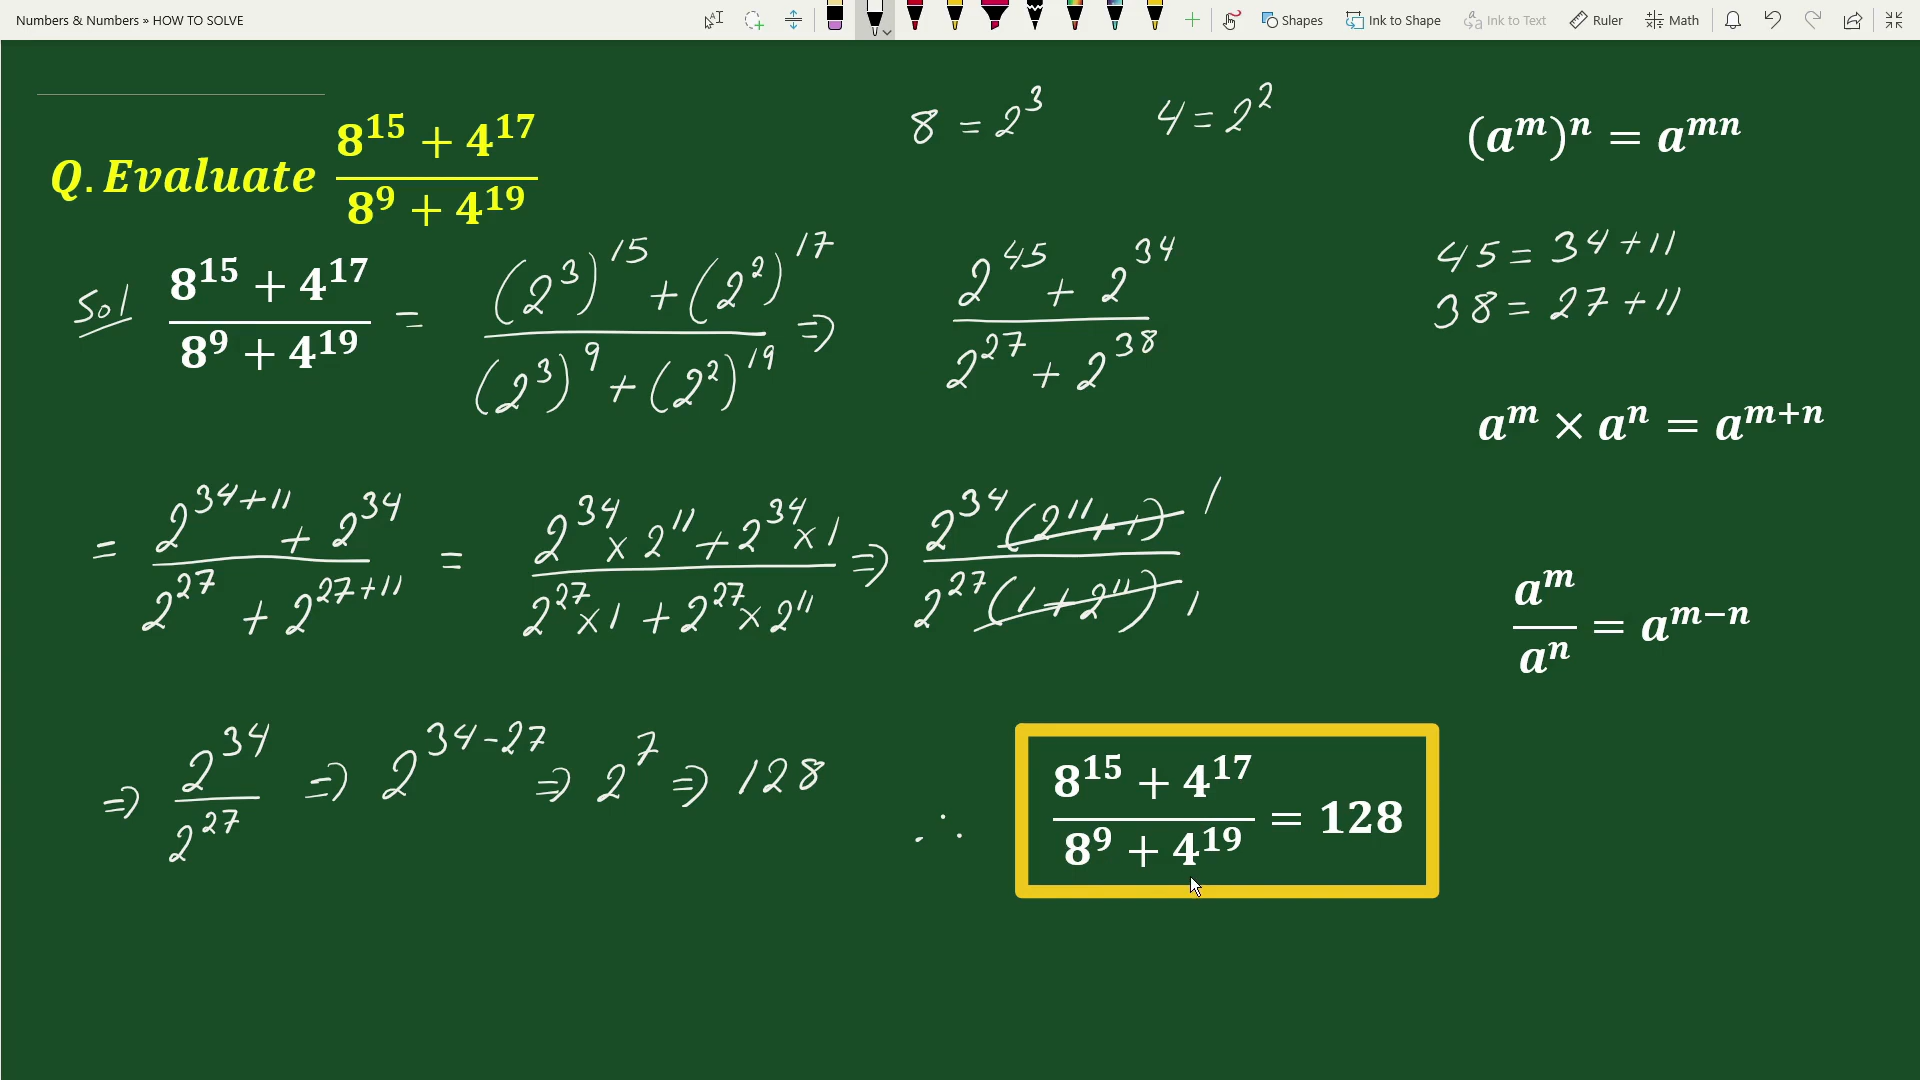 Numbers & Numbers » HOW TO SOLVE
Shapes Ink to Shape Ink to Text Ruler Math
8 = 2^3 4 = 2^2
(a^m)^n = a^{mn}
Q. Evaluate (8^{15} + 4^{17}) / (8^9 + 4^{19})
Sol (8^{15} + 4^{17}) / (8^9 + 4^{19}) = ((2^3)^{15} + (2^2)^{17}) / ((2^3)^9 + (2^2)^{19}) ⇒ (2^{45} + 2^{34}) / (2^{27} + 2^{38})
45 = 34 + 11
38 = 27 + 11
a^m × a^n = a^{m+n}
= (2^{34+11} + 2^{34}) / (2^{27} + 2^{27+11}) = (2^{34} × 2^{11} + 2^{34} × 1) / (2^{27} × 1 + 2^{27} × 2^{11}) ⇒ (2^{34} (2^{11} + 1) 1) / (2^{27} (1 + 2^{11}) 1)
a^m / a^n = a^{m−n}
⇒ 2^{34} / 2^{27} ⇒ 2^{34-27} ⇒ 2^7 ⇒ 128
∴ (8^{15} + 4^{17}) / (8^9 + 4^{19}) = 128